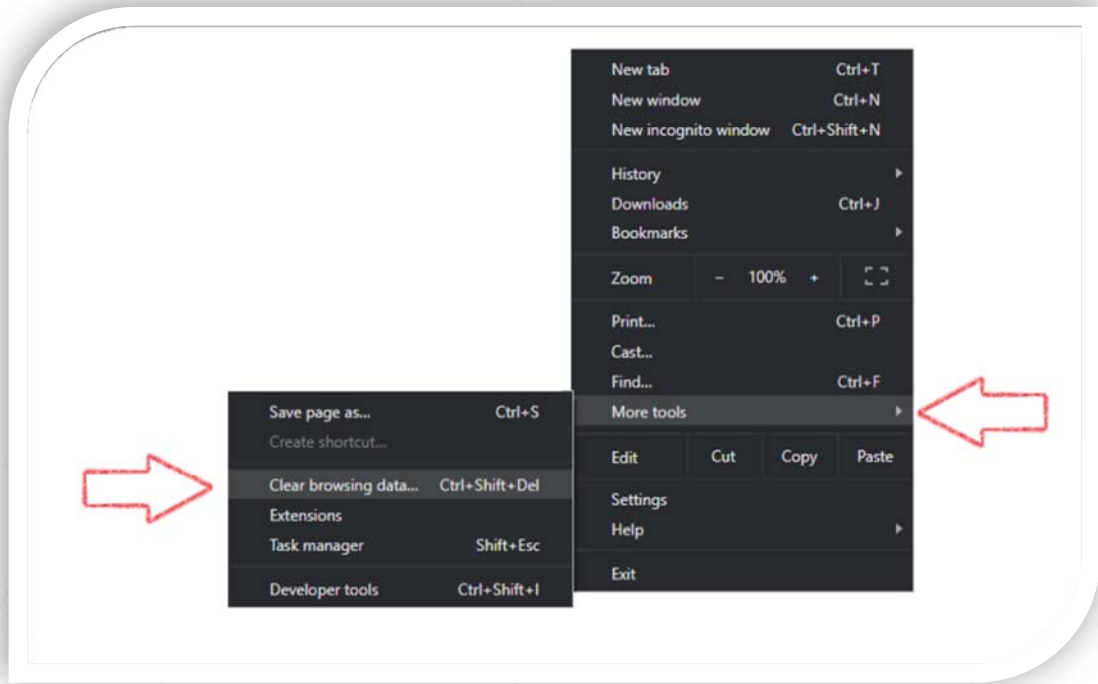 New tab Ctrl+T
New window Ctrl+N
New incognito window Ctrl+Shift+N
History
Downloads Ctrl+J
Bookmarks
Zoom - 100% +
Print... Ctrl+P
Cast...
Find... Ctrl+F
More tools
Edit Cut Copy Paste
Settings
Help
Exit
Save page as... Ctrl+S
Create shortcut...
Clear browsing data... Ctrl+Shift+Del
Extensions
Task manager Shift+Esc
Developer tools Ctrl+Shift+I